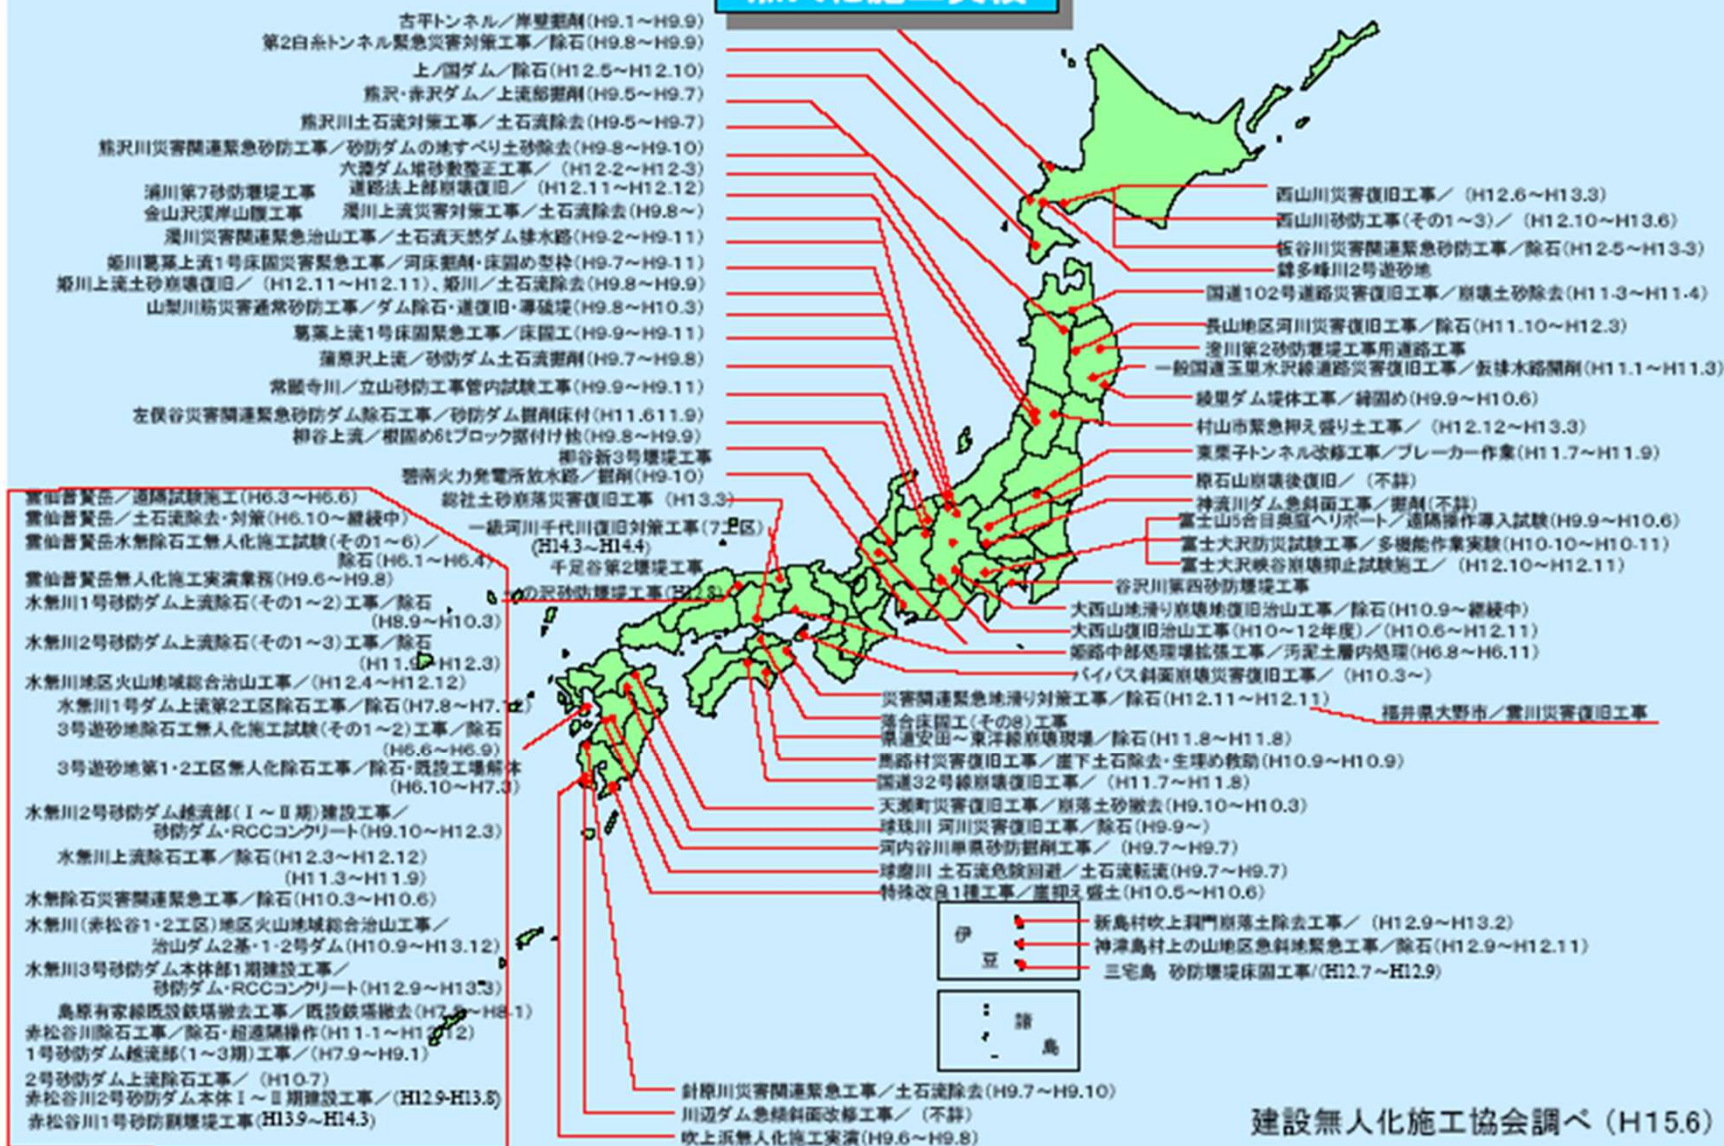 古平トンネル／岸壁掘削(H9.1～H9.9)
第2白糸トンネル緊急災害対策工事／除石(H9.8～H9.9)
上ノ国ダム／除石(H12.5～H12.10)
熊沢・赤沢ダム／上流部掘削(H9.5～H9.7)
熊沢川土石流対策工事／土石流除去(H9-5～H9-7)
熊沢川災害関連緊急砂防工事／砂防ダムの地すべり土砂除去(H9-8～H9-10)
六淵ダム堆砂敷整正工事／ (H12-2～H12-3)
浦川第7砂防堰堤工事 道路法上部崩壊復旧／ (H12.11～H12.12)
金山沢渓岸山腹工事 濁川上流災害対策工事／土石流除去(H9.8～)
濁川災害関連緊急治山工事／土石流天然ダム排水路(H9-2～H9-11)
姫川葛葉上流1号床固災害緊急工事／河床掘削・床固め型枠(H9-7～H9-11)
姫川上流土砂崩壊復旧／ (H12.11～H12.11)、姫川／土石流除去(H9.8～H9.9)
山梨川筋災害通常砂防工事／ダム除石・道復旧・導磁堤(H9.8～H10.3)
葛葉上流1号床固緊急工事／床固工(H9-9～H9-11)
蒲原沢上流／砂防ダム土石流掘削(H9.7～H9.8)
常願寺川／立山砂防工事管内試験工事(H9.9～H9.11)
左俣谷災害関連緊急砂防ダム除石工事／砂防ダム掘削床付(H11.611.9)
柳谷上流／根固め6tブロック据付け他(H9.8～H9.9)
柳谷新3号堰堤工事
碧南火力発電所放水路／掘削(H9-10)
総社土砂崩落災害復旧工事 (H13.3)
一級河川千代川復旧対策工事(7工区)
(H14.3～H14.4)
千足谷第2堰堤工事
の沢砂防堰堤工事(H12.8)
雲仙普賢岳／遠隔試験施工(H6.3～H6.6)
雲仙普賢岳／土石流除去・対策(H6.10～継続中)
雲仙普賢岳水無除石工無人化施工試験(その1～6)／
除石(H6.1～H6.4)
雲仙普賢岳無人化施工実演業務(H9.6～H9.8)
水無川1号砂防ダム上流除石(その1～2)工事／除石
(H8.9～H10.3)
水無川2号砂防ダム上流除石(その1～3)工事／除石
(H11.9～H12.3)
水無川地区火山地域総合治山工事／(H12.4～H12.12)
水無川1号ダム上流第2工区除石工事／除石(H7.8～H7.12)
3号遊砂地除石工無人化施工試験(その1～2)工事／除石
(H6.6～H6.9)
3号遊砂地第1・2工区無人化除石工事／除石・既設工場解体
(H6.10～H7.3)
水無川2号砂防ダム越流部(Ⅰ～Ⅱ期)建設工事／
砂防ダム・RCCコンクリート(H9.10～H12.3)
水無川上流除石工事／除石(H12.3～H12.12)
(H11.3～H11.9)
水無除石災害関連緊急工事／除石(H10.3～H10.6)
水無川(赤松谷1・2工区)地区火山地域総合治山工事／
治山ダム2基・1・2号ダム(H10.9～H13.12)
水無川3号砂防ダム本体部1期建設工事／
砂防ダム・RCCコンクリート(H12.9～H13.3)
島原有家線既設鉄塔撤去工事／既設鉄塔撤去
赤松谷川除石工事／除石・超遠隔操作(H11-1～H12-12)
1号砂防ダム越流部(1～3期)工事／(H7.9～H9.1)
2号砂防ダム上流除石工事／ (H10-7)
赤松谷川2号砂防ダム本体Ⅰ～Ⅱ期建設工事／(H12.9-H13.8)
赤松谷川1号砂防副堰堤工事(H13.9～H14.3)
西山川災害復旧工事／ (H12.6～H13.3)
西山川砂防工事(その1～3)／ (H12.10～H13.6)
板谷川災害関連緊急砂防工事／除石(H12-5～H13-3)
錦多峰川2号遊砂地
国道102号道路災害復旧工事／崩壊土砂除去(H11-3～H11-4)
長山地区河川災害復旧工事／除石(H11.10～H12.3)
澄川第2砂防堰堤工事用道路工事
一般国道玉里水沢線道路災害復旧工事／仮排水路開削(H11.1～H11.3)
綾里ダム堤体工事／締固め(H9.9～H10.6)
村山市緊急押え盛り土工事／ (H12.12～H13.3)
東栗子トンネル改修工事／ブレーカー作業(H11.7～H11.9)
原石山崩壊後復旧／ (不詳)
神流川ダム急斜面工事／掘削(不詳)
富士山5合目奥庭ヘリポート／遠隔操作導入試験(H9.9～H10.6)
富士大沢防災試験工事／多機能作業実験(H10-10～H10-11)
富士大沢峡谷崩壊抑止試験施工／ (H12.10～H12.11)
谷沢川第四砂防堰堤工事
大西山地滑り崩壊地復旧治山工事／除石(H10.9～継続中)
大西山復旧治山工事(H10～12年度)／(H10.6～H12.11)
姫路中部処理場拡張工事／汚泥土層内処理(H6.8～H6.11)
バイパス斜面崩壊災害復旧工事／ (H10.3～)
災害関連緊急地滑り対策工事／除石(H12.11～H12.11)
福井県大野市／雲川災害復旧工事
落合床固工(その8)工事
県道安田～東洋線崩壊現場／除石(H11.8～H11.8)
馬路村災害復旧工事／崖下土石除去・生埋め救助(H10.9～H10.9)
国道32号線崩壊復旧工事／ (H11.7～H11.8)
天瀬町災害復旧工事／崩落土砂撤去(H9.10～H10.3)
球珠川 河川災害復旧工事／除石(H9-9～)
河内谷川単県砂防掘削工事／ (H9.7～H9.7)
球磨川 土石流危険回避／土石流転流(H9.7～H9.7)
特殊改良1種工事／崖抑え盛土(H10.5～H10.6)
伊
豆
新島村吹上洞門崩落土除去工事／ (H12.9～H13.2)
神津島村上の山地区急斜地緊急工事／除石(H12.9～H12.11)
三宅島 砂防堰堤床固工事/(H12.7～H12.9)
諸
島
針原川災害関連緊急工事／土石流除去(H9.7～H9.10)
川辺ダム急傾斜面改修工事／ (不詳)
吹上浜無人化施工実演(H9.6～H9.8)
建設無人化施工協会調べ (H15.6)